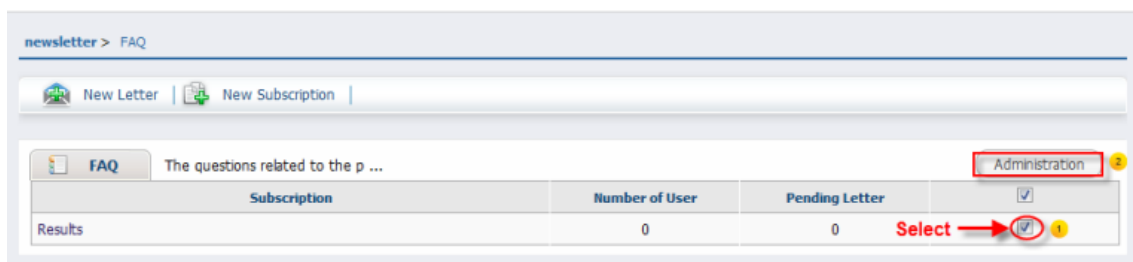 newsletter > FAQ
New Letter | New Subscription |
FAQ The questions related to the p ... Administration 2
Subscription Number of User Pending Letter
Results 0 0 Select 1